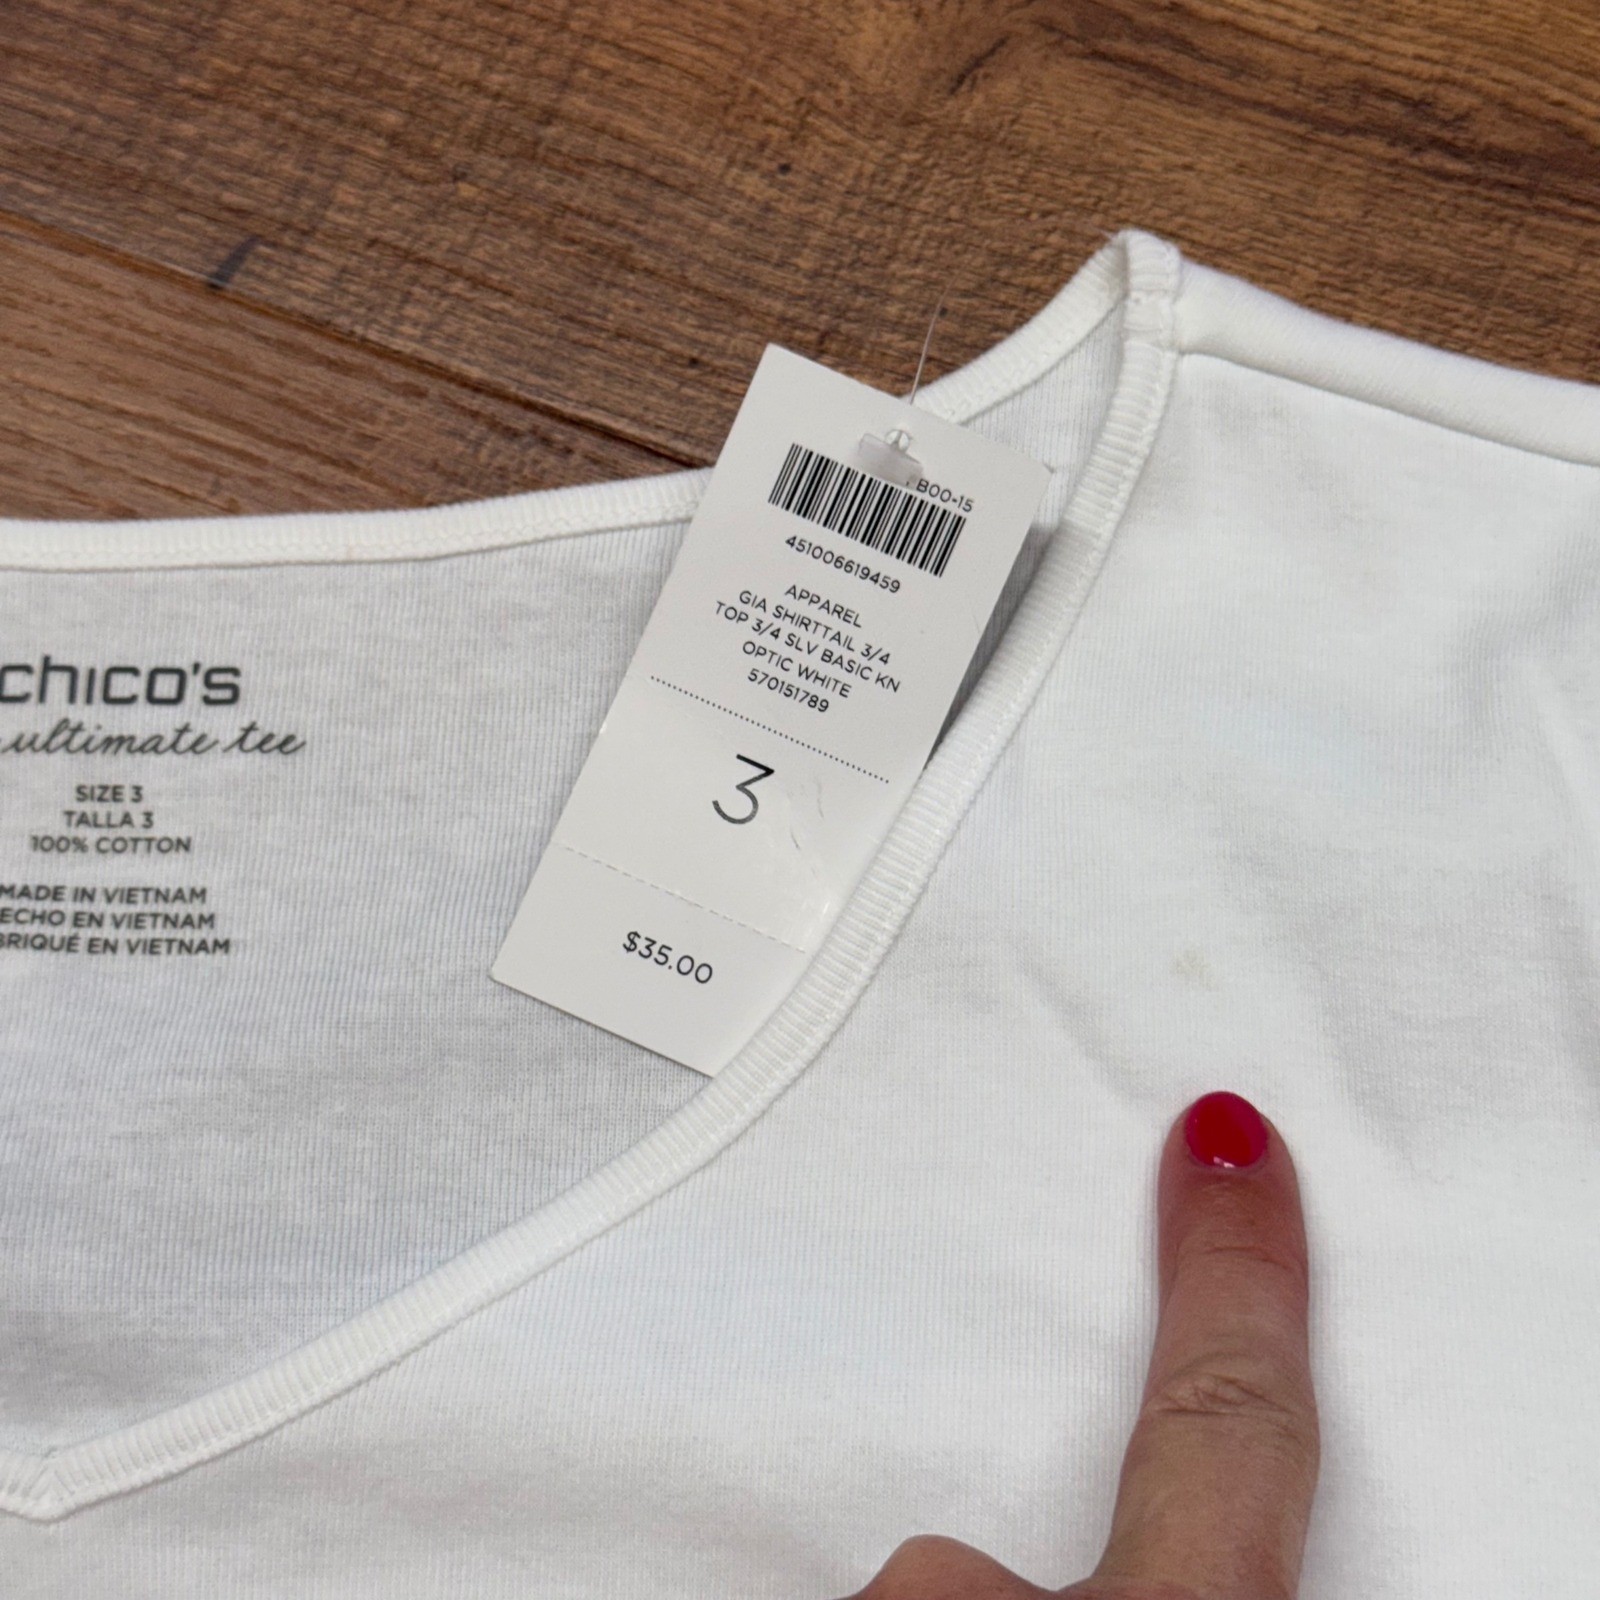 chico's
ultimate tee
SIZE 3
TALLA 3
100% COTTON
MADE IN VIETNAM
ECHO EN VIETNAM
BRIQUÉ EN VIETNAM
B00-15
451006619459
APPAREL
GIA SHIRTTAIL 3/4
TOP 3/4 SLV BASIC KN
OPTIC WHITE
570151789
3
$35.00